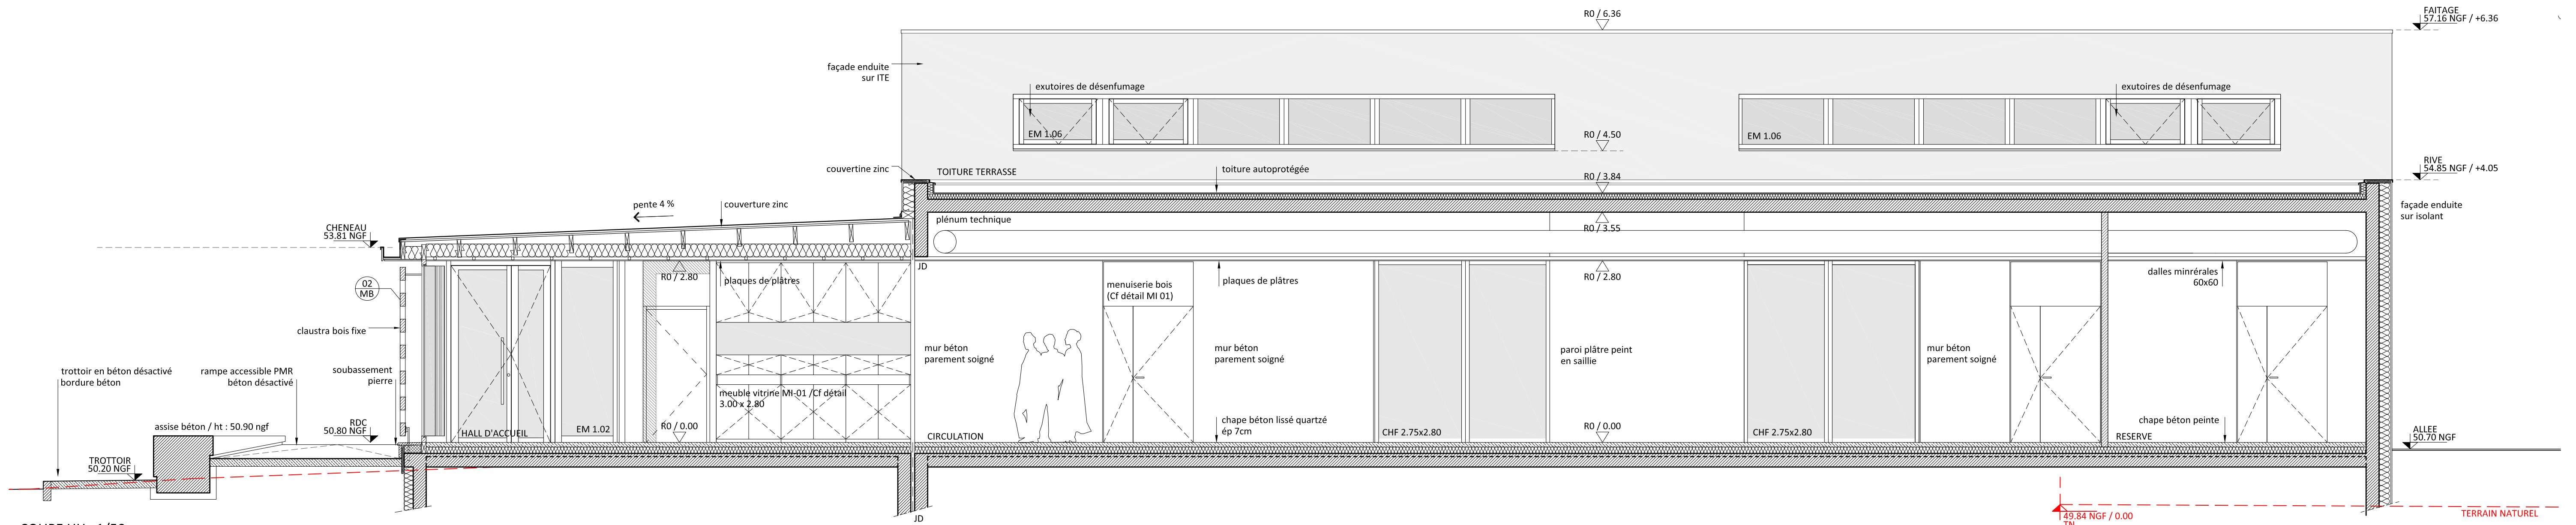 R0 / 6.36
FAITAGE
57.16 NGF / +6.36
façade enduite
sur ITE
exutoires de désenfumage
exutoires de désenfumage
EM 1.06
R0 / 4.50
EM 1.06
couvertine zinc
TOITURE TERRASSE
toiture autoprotégée
R0 / 3.84
RIVE
54.85 NGF / +4.05
pente 4 %
couverture zinc
plénum technique
façade enduite
sur isolant
CHENEAU
53.81 NGF
R0 / 3.55
JD
02
MB
R0 / 2.80
plaques de plâtres
menuiserie bois
(Cf détail MI 01)
plaques de plâtres
R0 / 2.80
dalles minrérales
60x60
claustra bois fixe
mur béton
parement soigné
mur béton
parement soigné
paroi plâtre peint
en saillie
mur béton
parement soigné
trottoir en béton désactivé
bordure béton
rampe accessible PMR
béton désactivé
soubassement
pierre
meuble vitrine MI-01 /Cf détail
3.00 x 2.80
assise béton / ht : 50.90 ngf
RDC
50.80 NGF
HALL D'ACCUEIL
EM 1.02
R0 / 0.00
CIRCULATION
chape béton lissé quartzé
ép 7cm
CHF 2.75x2.80
R0 / 0.00
CHF 2.75x2.80
RESERVE
chape béton peinte
ALLEE
50.70 NGF
TROTTOIR
50.20 NGF
JD
49.84 NGF / 0.00
TN
TERRAIN NATUREL